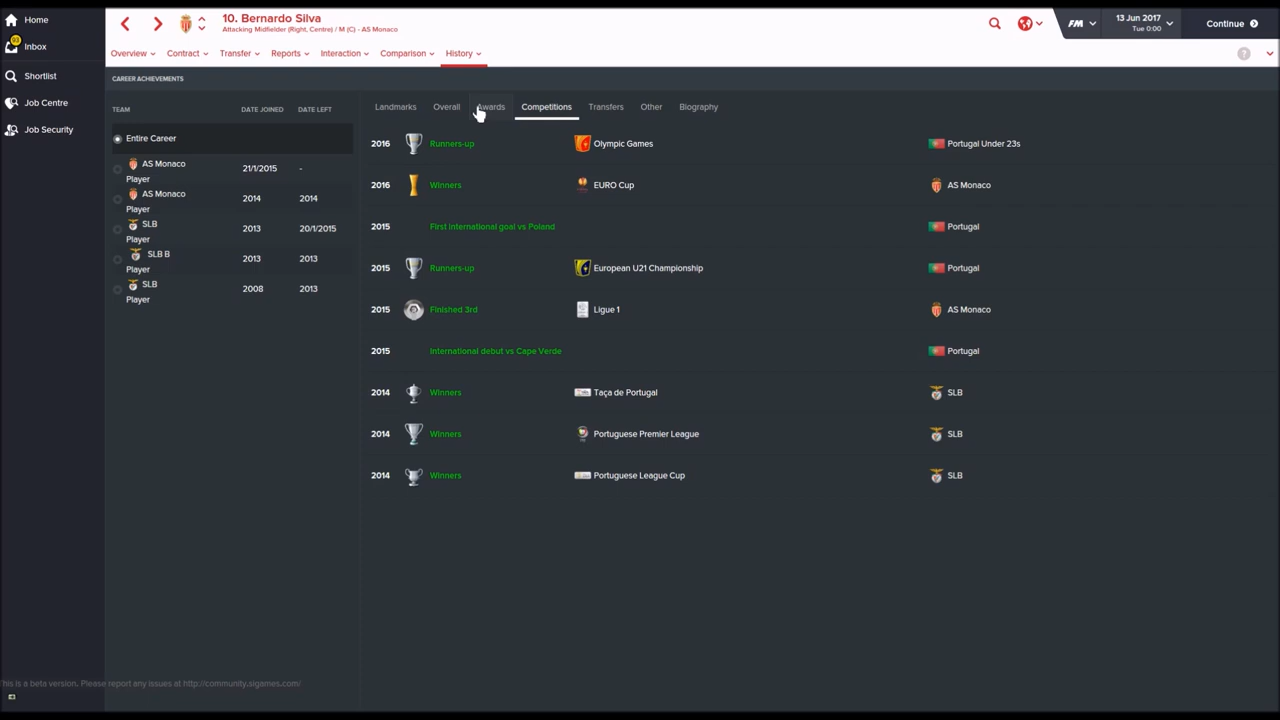 Home
93
Inbox
Shortlist
Job Centre
Job Security
10. Bernardo Silva
Attacking Midfielder (Right, Centre) / M (C) - AS Monaco
FM
13 Jun 2017
Tue 0:00
Continue
Overview
Contract
Transfer
Reports
Interaction
Comparison
History
?
CAREER ACHIEVEMENTS
TEAM DATE JOINED DATE LEFT
Entire Career
AS Monaco
Player
21/1/2015 -
AS Monaco
Player
2014 2014
SLB
Player
2013 20/1/2015
SLB B
Player
2013 2013
SLB
Player
2008 2013
Landmarks Overall Awards Competitions Transfers Other Biography
2016 Runners-up Olympic Games Portugal Under 23s
2016 Winners EURO Cup AS Monaco
2015 First international goal vs Poland Portugal
2015 Runners-up European U21 Championship Portugal
2015 Finished 3rd Ligue 1 AS Monaco
2015 International debut vs Cape Verde Portugal
2014 Winners Taça de Portugal SLB
2014 Winners Portuguese Premier League SLB
2014 Winners Portuguese League Cup SLB
This is a beta version. Please report any issues at http://community.sigames.com/